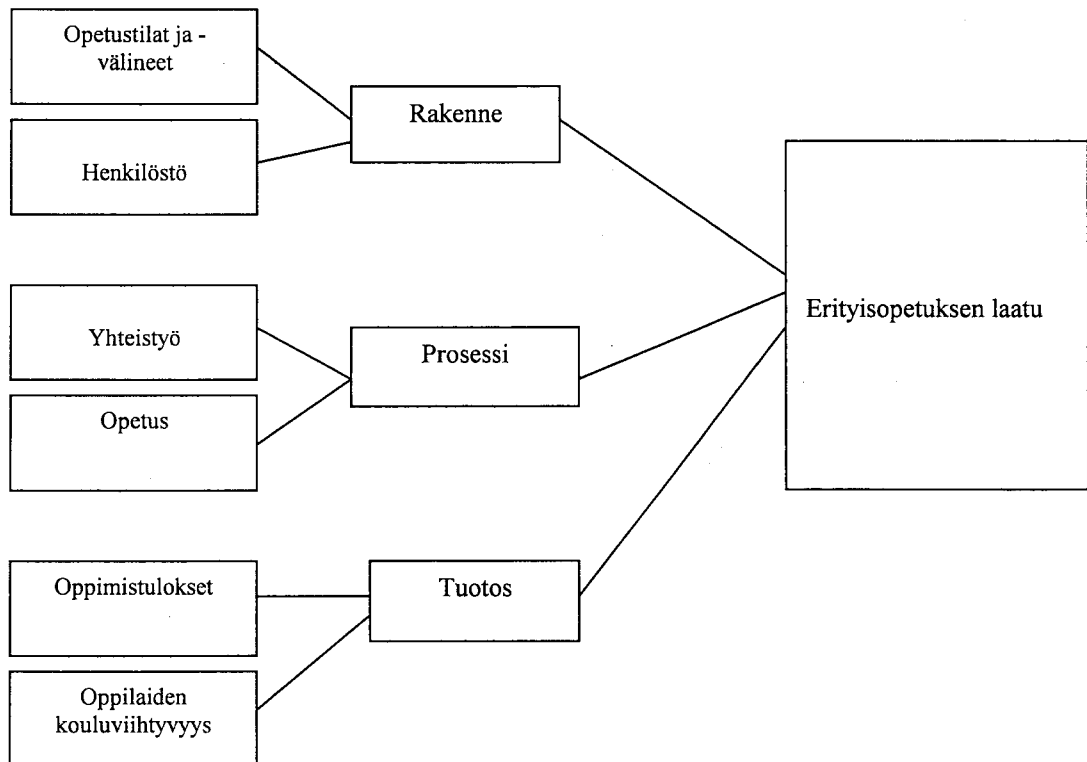 Opetustilat ja -
välineet
Rakenne
Henkilöstö
Yhteistyö
Prosessi
Opetus
Erityisopetuksen laatu
Oppimistulokset
Tuotos
Oppilaiden
kouluviihtyvyys